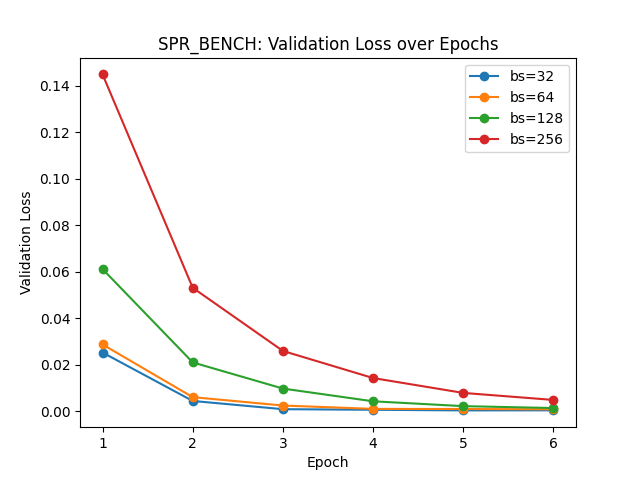 SPR_BENCH: Validation Loss over Epochs
bs=32
bs=64
bs=128
bs=256
Validation Loss
0.14
0.12
0.10
0.08
0.06
0.04
0.02
0.00
1 2 3 4 5 6
Epoch